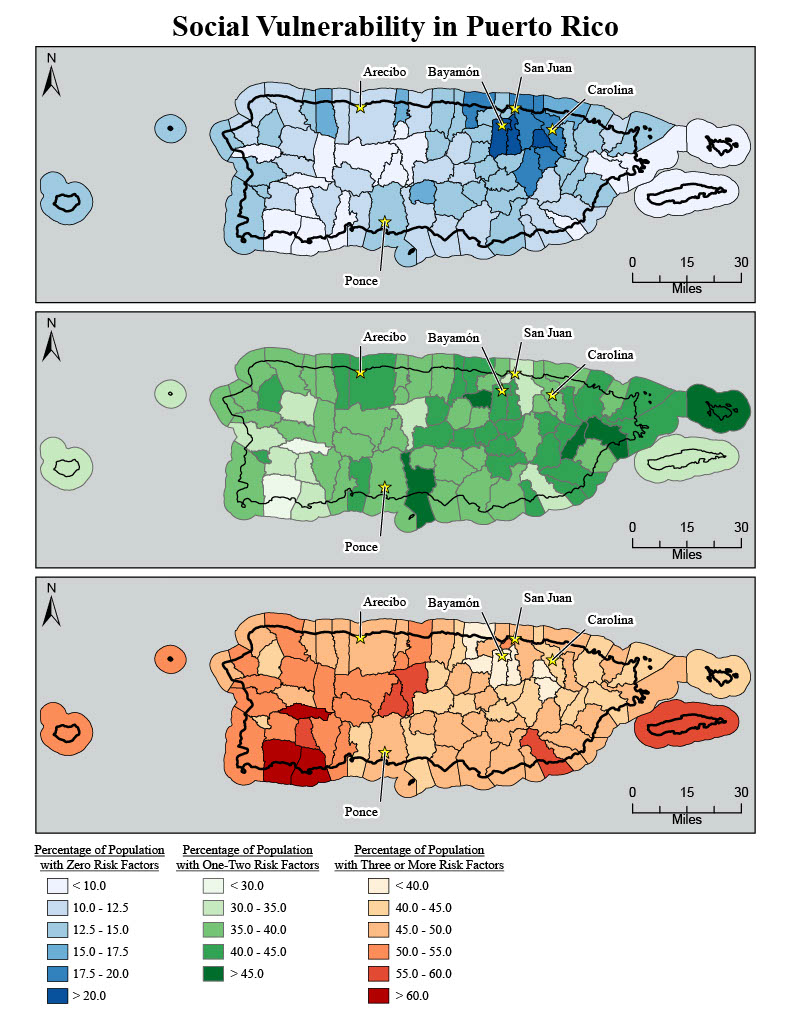 Social Vulnerability in Puerto Rico
N
Arecibo
Bayamón
San Juan
Carolina
Ponce
0 15 30
Miles
N
Arecibo
Bayamón
San Juan
Carolina
Ponce
0 15 30
Miles
N
Arecibo
Bayamón
San Juan
Carolina
Ponce
0 15 30
Miles
Percentage of Population
with Zero Risk Factors
< 10.0
10.0 - 12.5
12.5 - 15.0
15.0 - 17.5
17.5 - 20.0
> 20.0
Percentage of Population
with One-Two Risk Factors
< 30.0
30.0 - 35.0
35.0 - 40.0
40.0 - 45.0
> 45.0
Percentage of Population
with Three or More Risk Factors
< 40.0
40.0 - 45.0
45.0 - 50.0
50.0 - 55.0
55.0 - 60.0
> 60.0